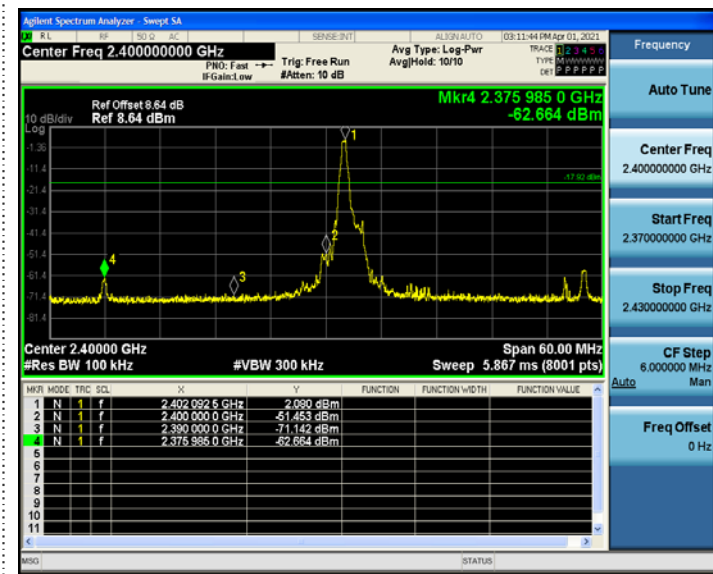 Agilent Spectrum Analyzer - Swept SA
RL RF 50 Ω AC SENSE:INT ALIGN AUTO 03:11:44 PM Apr 01, 2021
Center Freq 2.400000000 GHz
PNO: Fast
IFGain:Low
Trig: Free Run
#Atten: 10 dB
Avg Type: Log-Pwr
Avg|Hold: 10/10
TRACE 1 2 3 4 5 6
TYPE MWWWWW
DET P P P P P P
Ref Offset 8.64 dB
10 dB/div Ref 8.64 dBm
Log
Mkr4 2.375 985 0 GHz
-62.664 dBm
-1.36
-11.4
-21.4
-31.4
-41.4
-51.4
-61.4
-71.4
-81.4
-17.92 dBm
1
2
3
4
Center 2.40000 GHz Span 60.00 MHz
#Res BW 100 kHz #VBW 300 kHz Sweep 5.867 ms (8001 pts)
MKR MODE TRC SCL X Y FUNCTION FUNCTION WIDTH FUNCTION VALUE
1 N 1 f 2.402 092 5 GHz 2.080 dBm
2 N 1 f 2.400 000 0 GHz -51.453 dBm
3 N 1 f 2.390 000 0 GHz -71.142 dBm
4 N 1 f 2.375 985 0 GHz -62.664 dBm
5
6
7
8
9
10
11
MSG STATUS
Frequency
Auto Tune
Center Freq
2.400000000 GHz
Start Freq
2.370000000 GHz
Stop Freq
2.430000000 GHz
CF Step
6.000000 MHz
Auto Man
Freq Offset
0 Hz